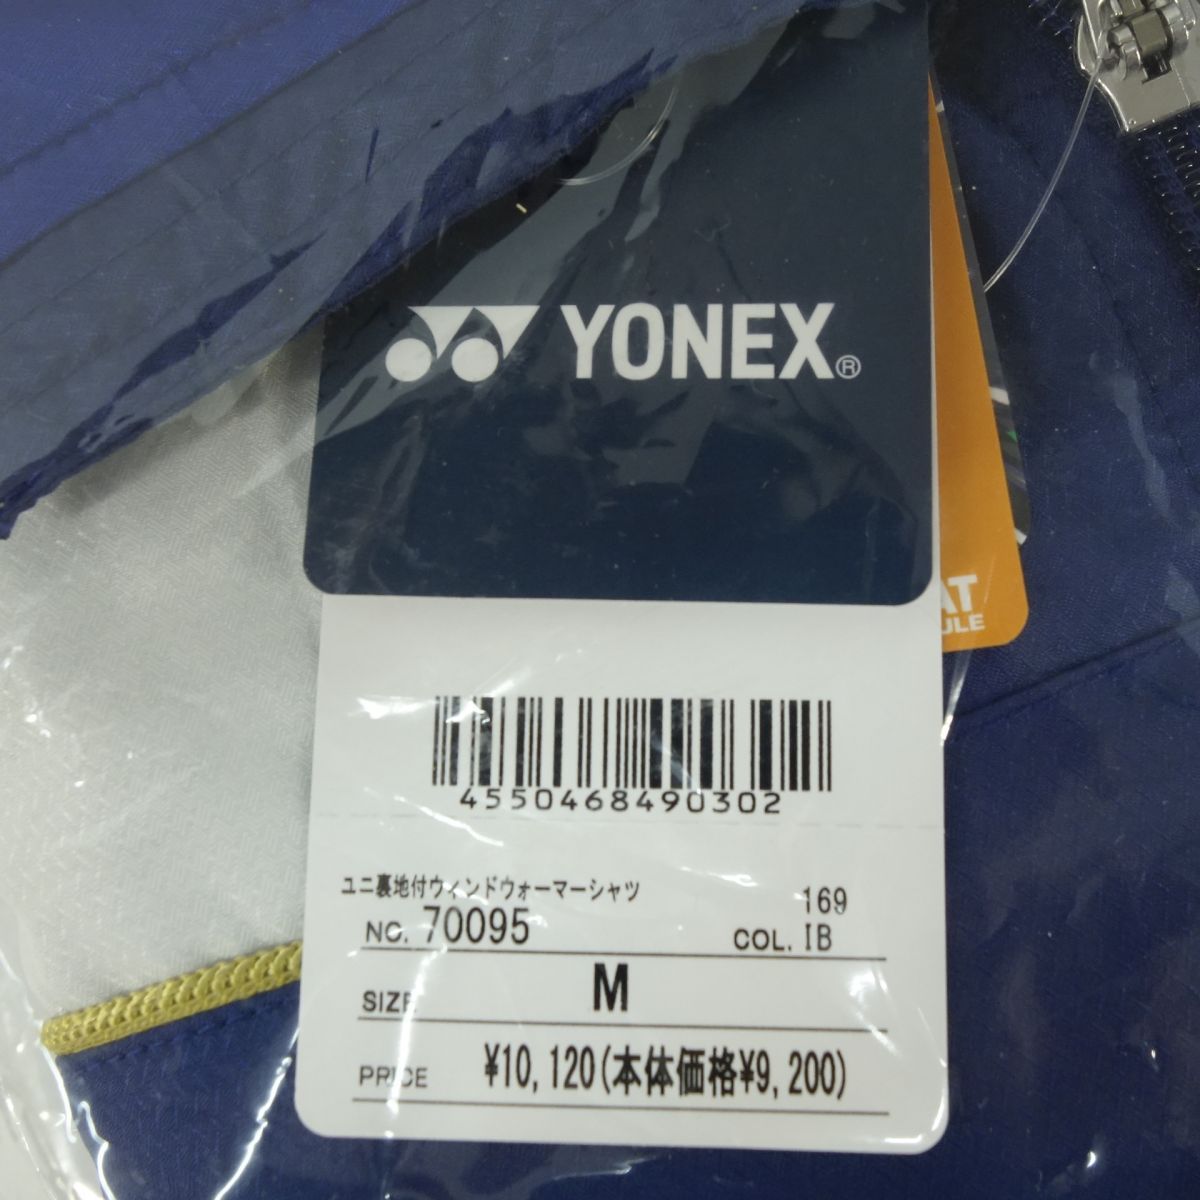 YONEX®
AT
ULE
4550468490302
ユニ裏地付ウィンドウォーマーシャツ
169
NO. 70095
COL. IB
SIZE M
PRICE ¥10,120(本体価格¥9,200)